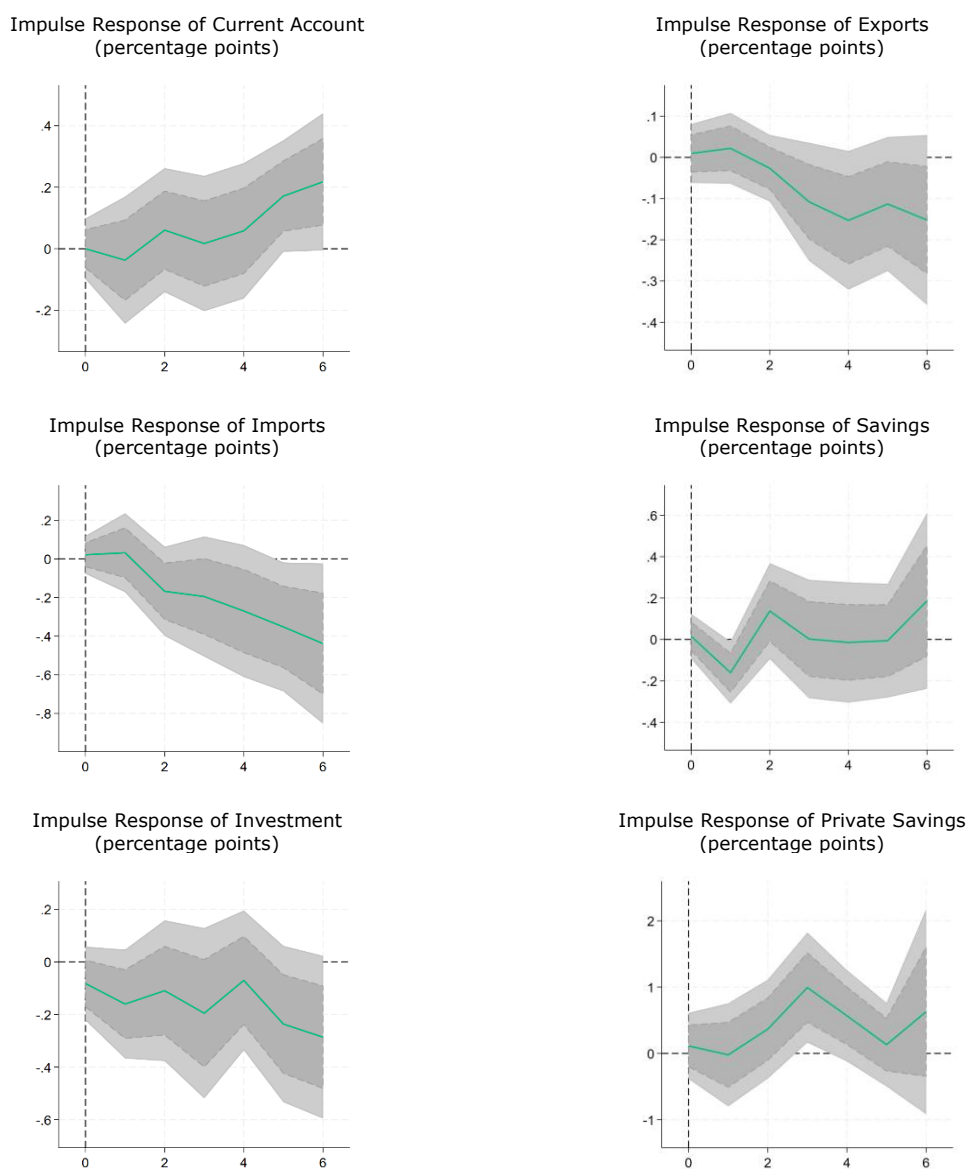 Impulse Response of Current Account
(percentage points)
.4
.2
0
-.2
0 2 4 6
Impulse Response of Exports
(percentage points)
.1
0
-.1
-.2
-.3
-.4
0 2 4 6
Impulse Response of Imports
(percentage points)
.2
0
-.2
-.4
-.6
-.8
0 2 4 6
Impulse Response of Savings
(percentage points)
.6
.4
.2
0
-.2
-.4
0 2 4 6
Impulse Response of Investment
(percentage points)
.2
0
-.2
-.4
-.6
0 2 4 6
Impulse Response of Private Savings
(percentage points)
2
1
0
-1
0 2 4 6